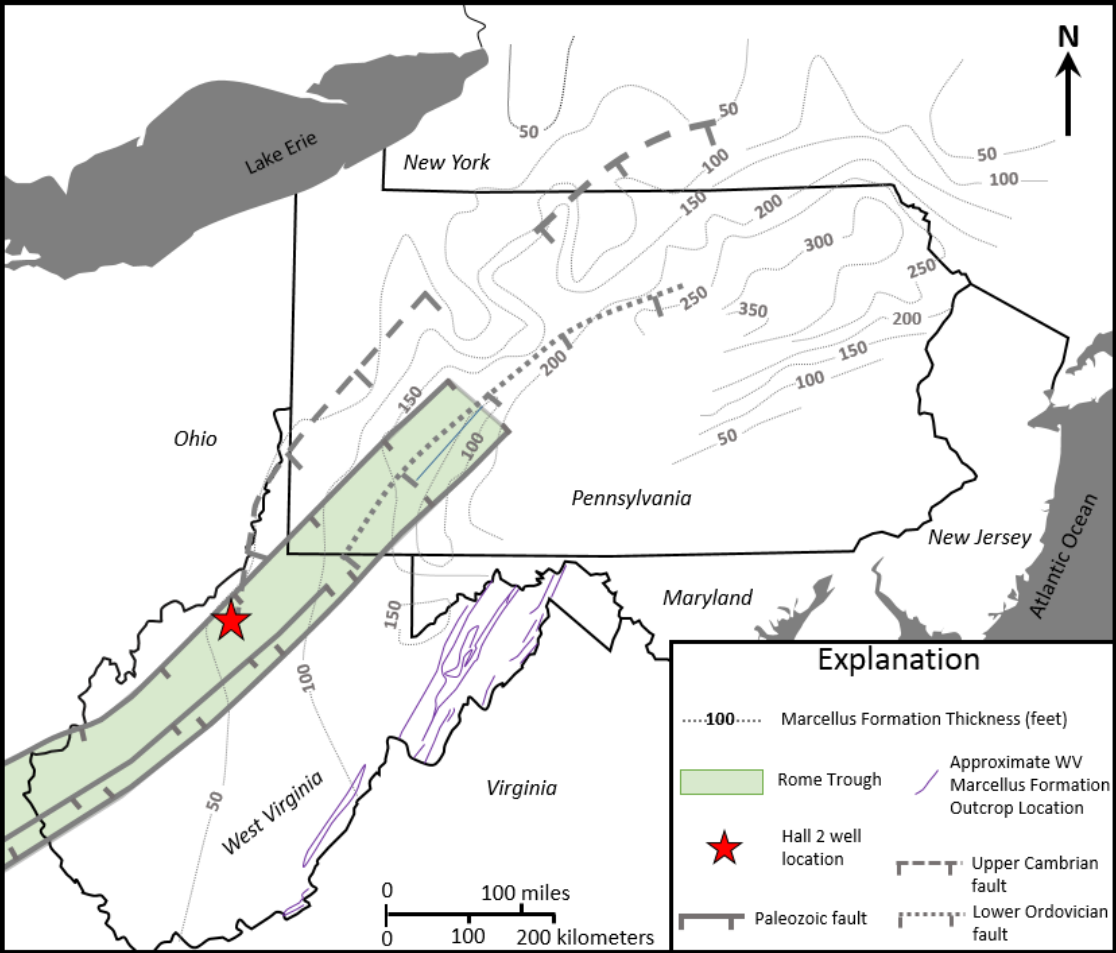 N
50
50
Lake Erie
New York
100
50
100
150
200
300
250
250
350
200
150
200
150
100
100
50
Ohio
Pennsylvania
New Jersey
Atlantic Ocean
Maryland
150
100
50
West Virginia
Virginia
0
100 miles
0
100
200 kilometers
Explanation
100
Marcellus Formation Thickness (feet)
Rome Trough
Approximate WV
Marcellus Formation
Outcrop Location
Hall 2 well
location
Upper Cambrian
fault
Paleozoic fault
Lower Ordovician
fault